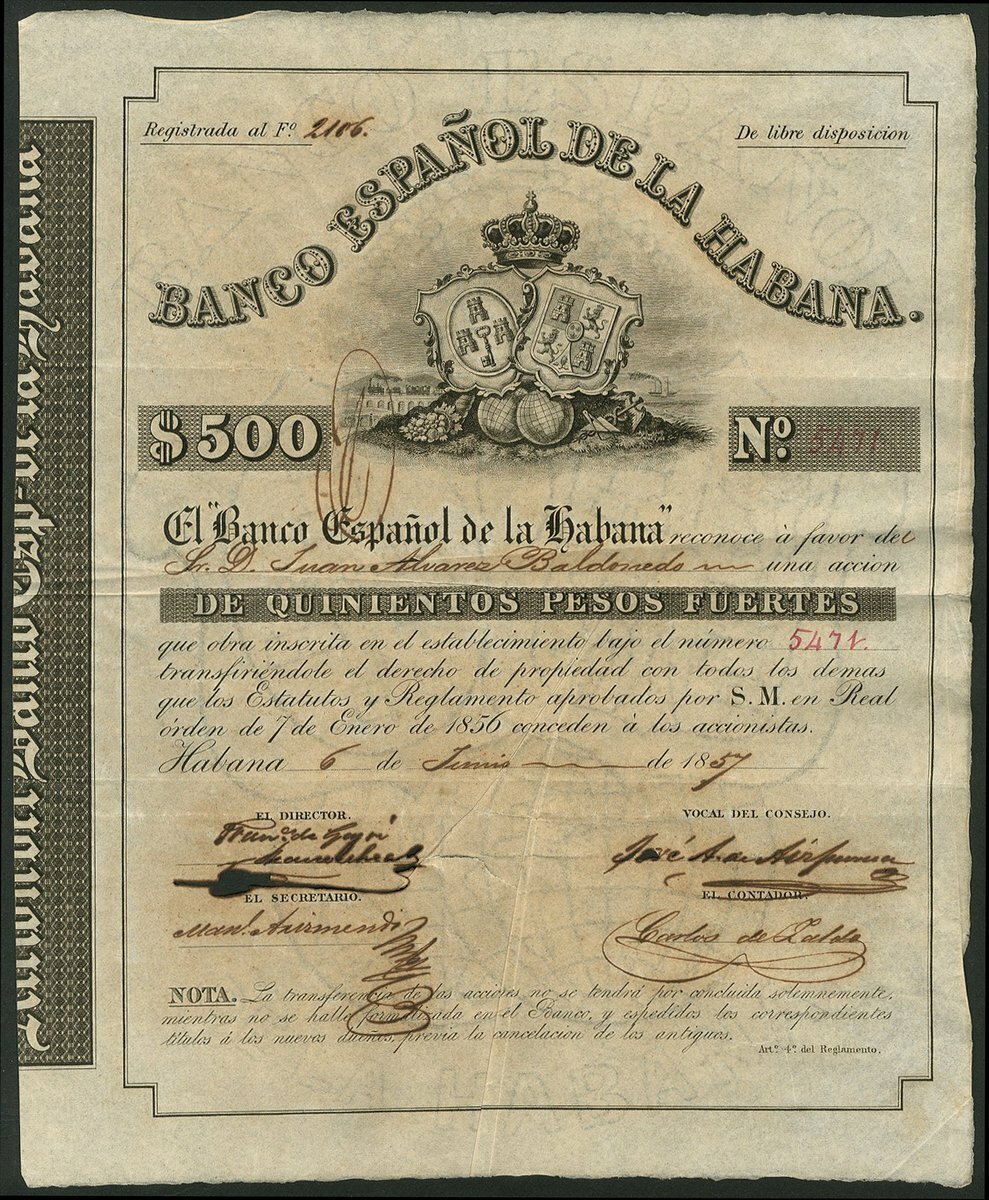 Registrada al Fº 2106.
De libre disposicion
BANCO ESPAÑOL DE LA HABANA.
$500
Nº. 5471
El "Banco Español de la Habana" reconoce à favor del
Sr. D. Juan Alvarez Baldonedo una accion
DE QUINIENTOS PESOS FUERTES
que obra inscrita en el establecimiento bajo el número 5471.
transfiriéndole el derecho de propiedad con todos los demas
que los Estatutos y Reglamento aprobados por S. M. en Real
órden de 7 de Enero de 1856 conceden à los accionistas.
Habana 6 de Junio de 1857
EL DIRECTOR.
VOCAL DEL CONSEJO.
José A. de
EL SECRETARIO.
EL CONTADOR.
Manl.
Carlos de Zaldo
NOTA. La transferencia de las acciones no se tendrá por concluida solemnemente,
mientras no se halle formalizada en el Banco, y espedidos los correspondientes
títulos á los nuevos dueños, previa la cancelacion de los antiguos.
Artº 4º del Reglamento.